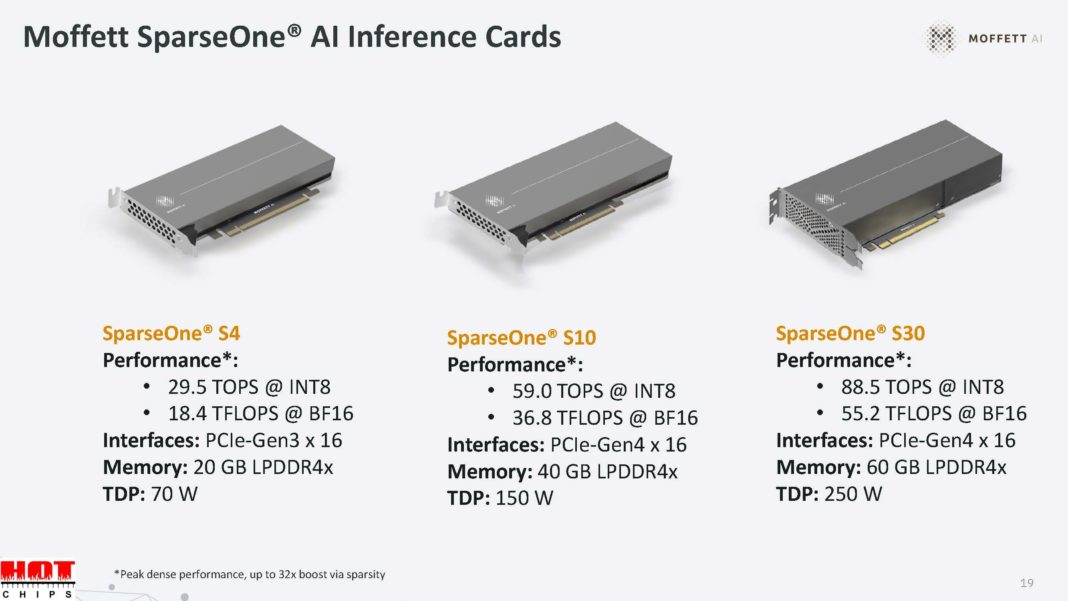 Moffett SparseOne® AI Inference Cards
MOFFETT AI
MOFFETT AI
MOFFETT AI
SparseOne® S4
Performance*:
• 29.5 TOPS @ INT8
• 18.4 TFLOPS @ BF16
Interfaces: PCIe-Gen3 x 16
Memory: 20 GB LPDDR4x
TDP: 70 W
SparseOne® S10
Performance*:
• 59.0 TOPS @ INT8
• 36.8 TFLOPS @ BF16
Interfaces: PCIe-Gen4 x 16
Memory: 40 GB LPDDR4x
TDP: 150 W
SparseOne® S30
Performance*:
• 88.5 TOPS @ INT8
• 55.2 TFLOPS @ BF16
Interfaces: PCIe-Gen4 x 16
Memory: 60 GB LPDDR4x
TDP: 250 W
*Peak dense performance, up to 32x boost via sparsity
HOT
CHIPS
19